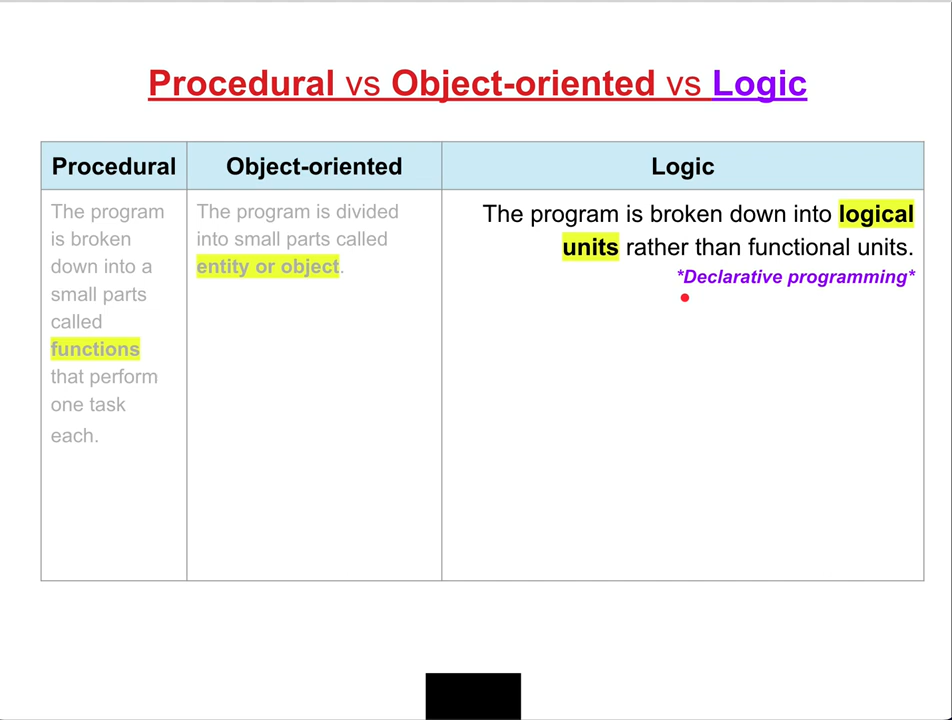 Procedural vs Object-oriented vs Logic
Procedural
Object-oriented
Logic
The program
is broken
down into a
small parts
called
functions
that perform
one task
each.
The program is divided
into small parts called
entity or object.
The program is broken down into logical
units rather than functional units.
*Declarative programming*